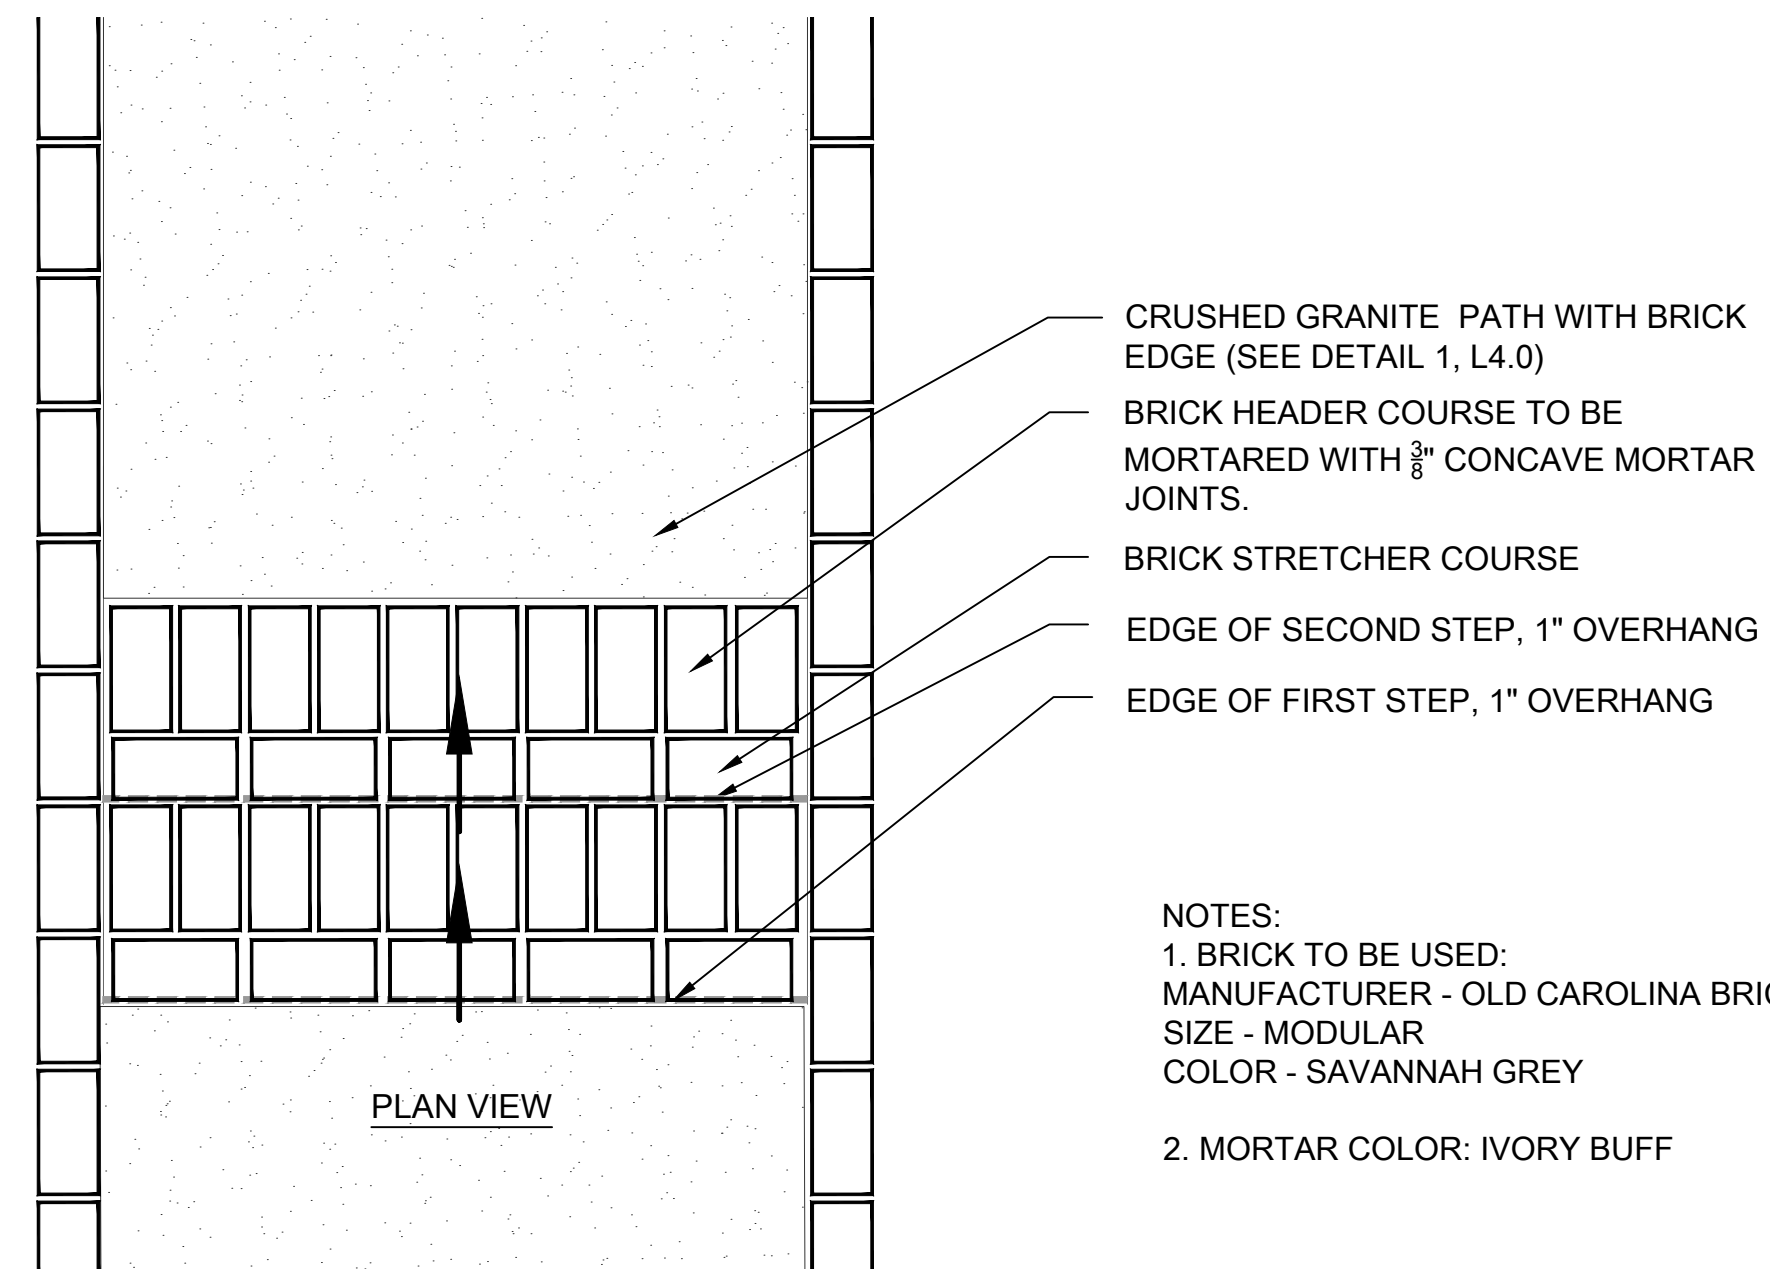 CRUSHED GRANITE PATH WITH BRICK
EDGE (SEE DETAIL 1, L4.0)
BRICK HEADER COURSE TO BE
MORTARED WITH 3/8" CONCAVE MORTAR
JOINTS.
BRICK STRETCHER COURSE
EDGE OF SECOND STEP, 1" OVERHANG
EDGE OF FIRST STEP, 1" OVERHANG
NOTES:
1. BRICK TO BE USED:
MANUFACTURER - OLD CAROLINA
SIZE - MODULAR
COLOR - SAVANNAH GREY
2. MORTAR COLOR: IVORY BUFF
PLAN VIEW